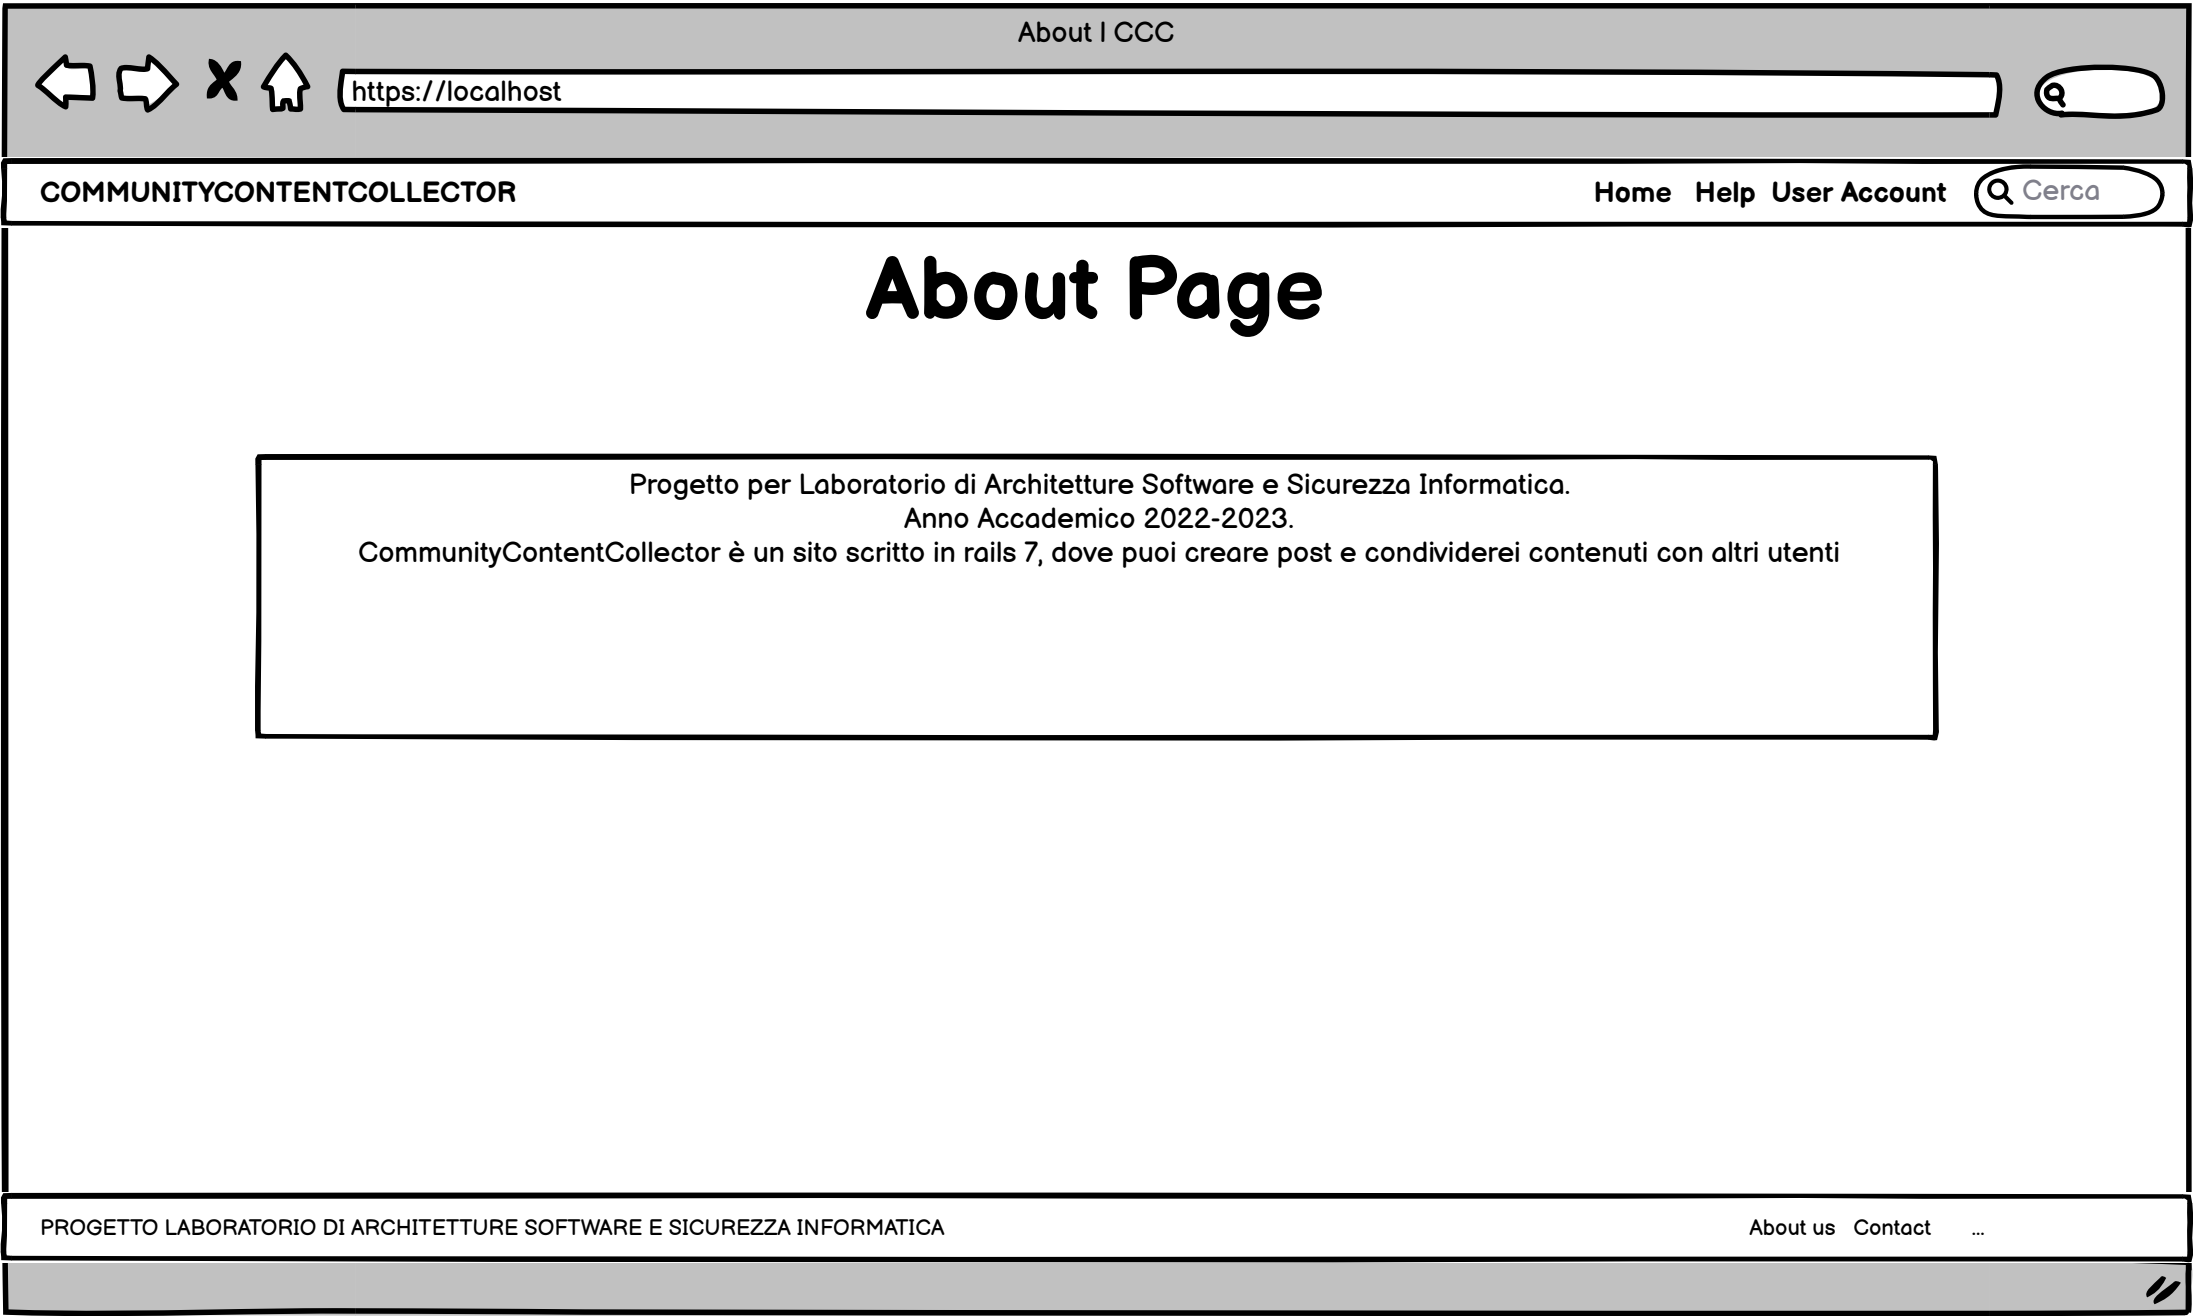 About | CCC
https://localhost
COMMUNITYCONTENTCOLLECTOR Home Help User Account Cerca
About Page
Progetto per Laboratorio di Architetture Software e Sicurezza Informatica.
Anno Accademico 2022-2023.
CommunityContentCollector è un sito scritto in rails 7, dove puoi creare post e condividerei contenuti con altri utenti
PROGETTO LABORATORIO DI ARCHITETTURE SOFTWARE E SICUREZZA INFORMATICA About us Contact ...